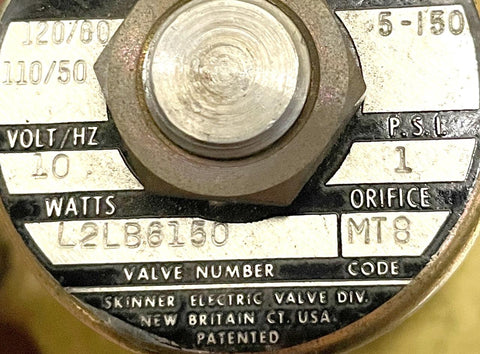 120/60 5-150
110/50
VOLT/HZ P.S.I.
10 1
WATTS ORIFICE
L2LB6150 MT8
VALVE NUMBER CODE
SKINNER ELECTRIC VALVE DIV.
NEW BRITAIN CT. USA.
PATENTED